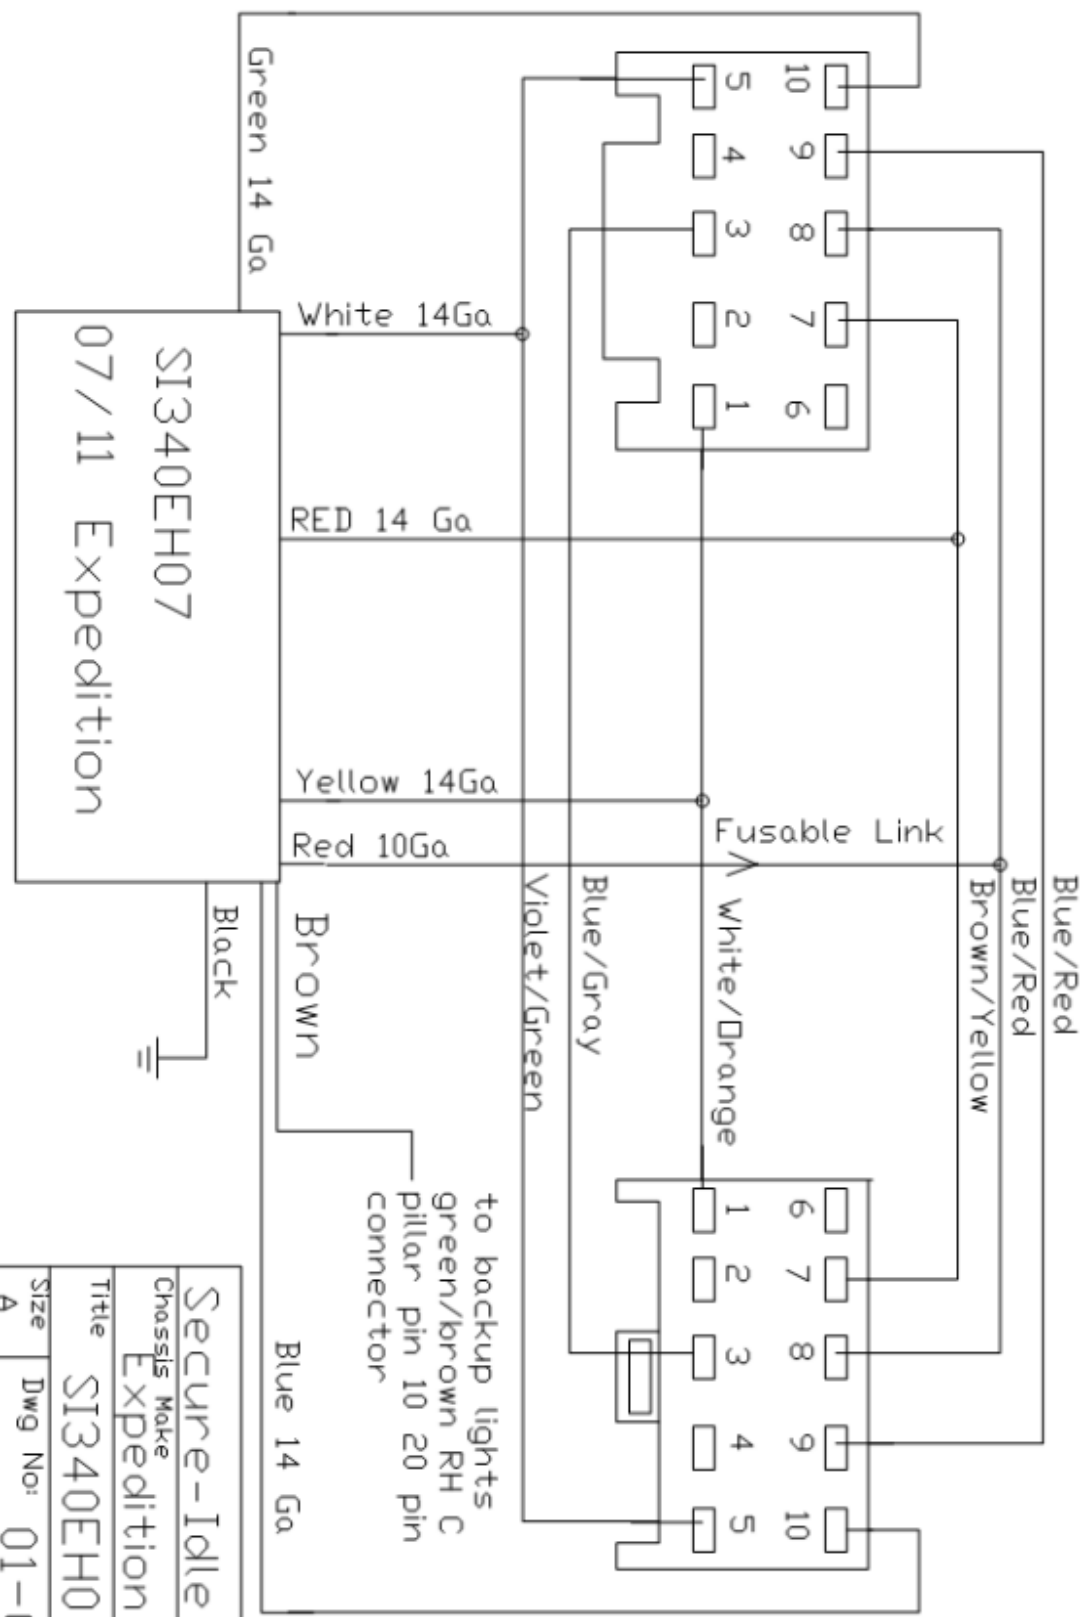 Green 14 Ga
5
10
4
9
3
8
2
7
1
6
White 14Ga
RED 14 Ga
Yellow 14Ga
Red 10Ga
Fusable Link
SI340EH07
07/11 Expedition
Black
Brown
Violet/Green
Blue/Gray
White/Orange
Brown/Yellow
Blue/Red
Blue/Red
1
6
2
7
3
8
4
9
5
10
to backup lights
green/brown RH C
pillar pin 10 20 pin
connector
Blue 14 Ga
Secure-Idle
Chassis Make
Expedition
Title SI340EH0
Size
A
Dwg No: 01-